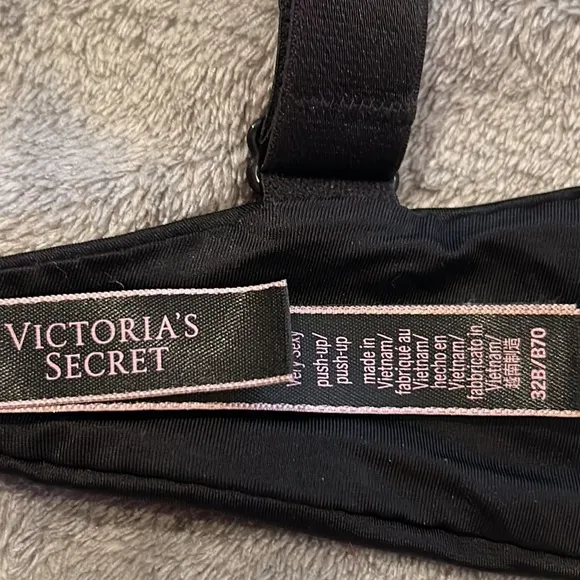 VICTORIA'S
SECRET
Very Sexy
push-up/
push-up
made in
Vietnam/
fabriqué au
Vietnam/
hecho en
Vietnam/
fabbricato in
Vietnam/
越南制造
32B/B70